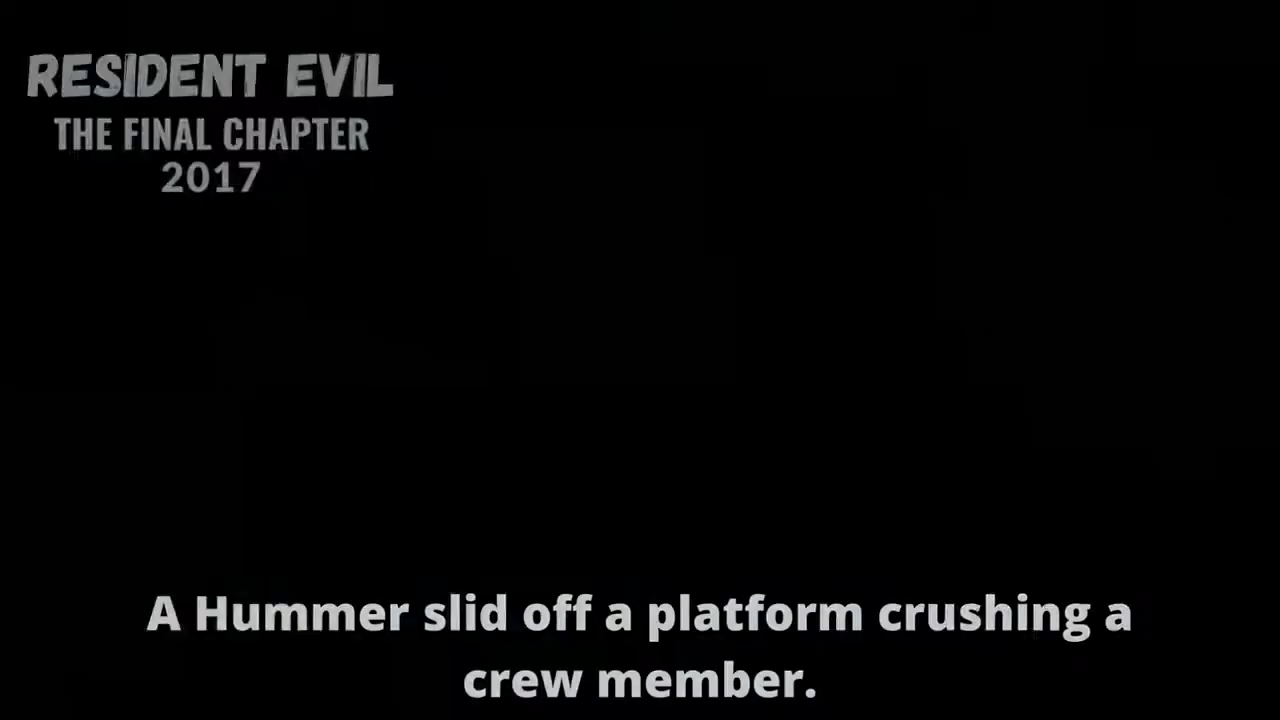 RESIDENT EVIL
THE FINAL CHAPTER
2017
A Hummer slid off a platform crushing a
crew member.